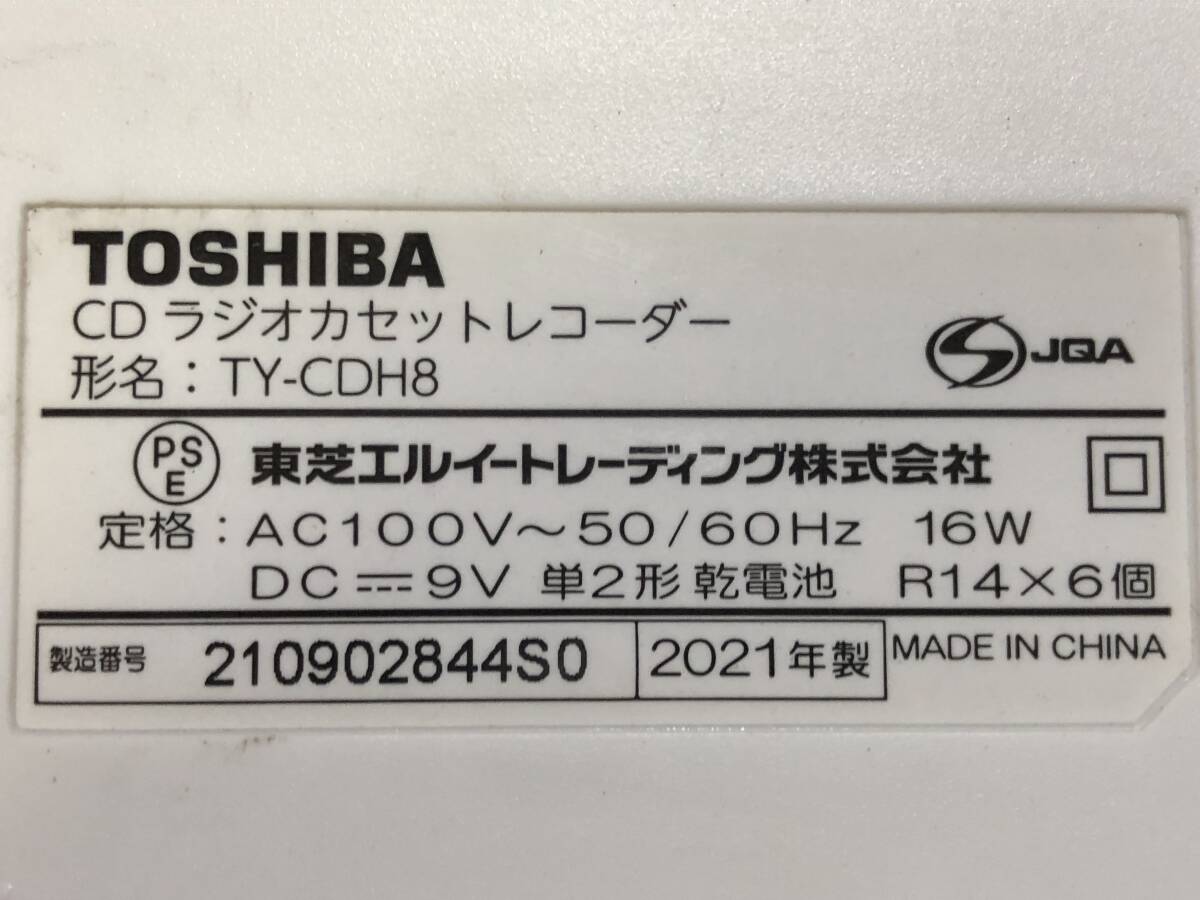 TOSHIBA
CD ラジオカセットレコーダー
形名：TY-CDH8
JQA
PS
E
東芝エルイートレーディング株式会社
定格：AC100V～50/60Hz 16W
DC⎓9V 単2形 乾電池 R14×6個
製造番号 210902844S0 2021年製 MADE IN CHINA